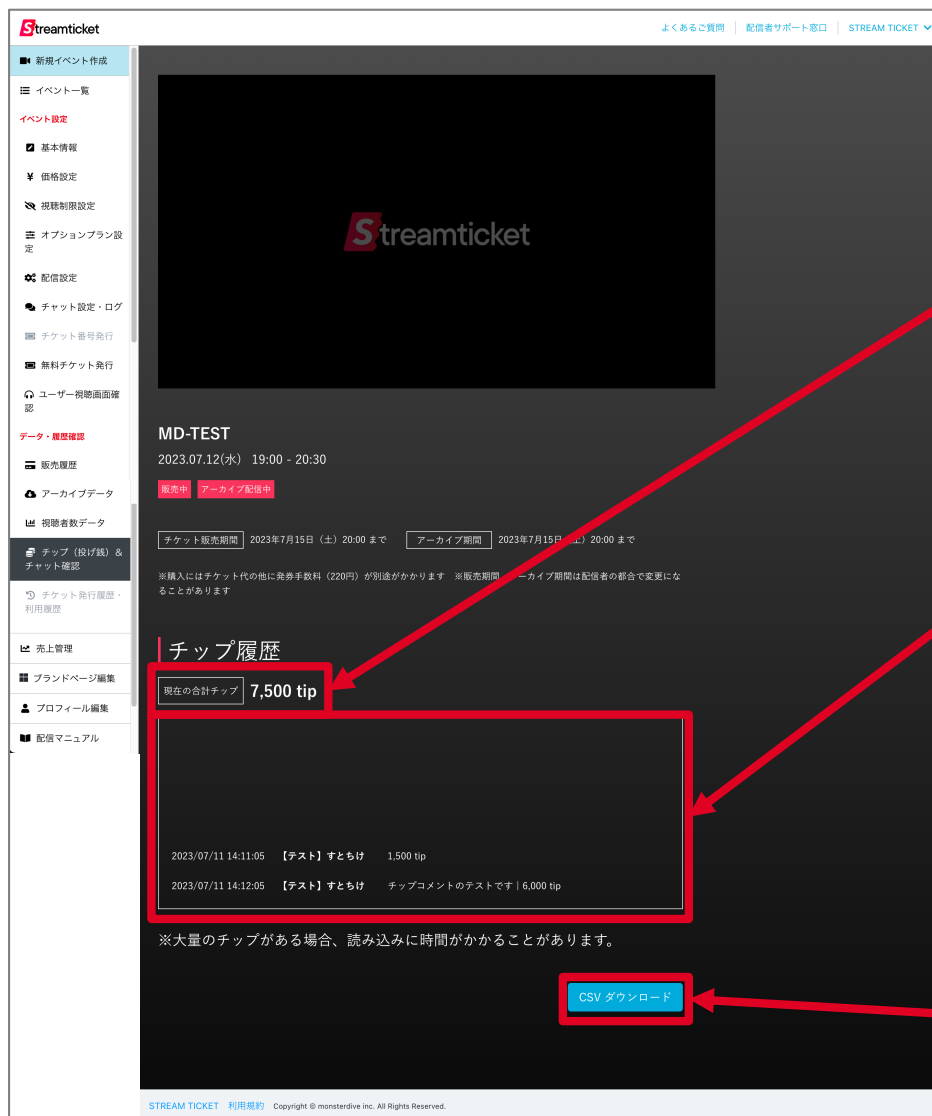 Streamticket
よくあるご質問
配信者サポート窓口
STREAM TICKET
新規イベント作成
イベント一覧
イベント設定
基本情報
¥ 価格設定
視聴制限設定
オプションプラン設
定
配信設定
チャット設定・ログ
チケット番号発行
無料チケット発行
ユーザー視聴画面確
認
データ・履歴確認
販売履歴
アーカイブデータ
視聴者数データ
チップ（投げ銭）＆
チャット確認
チケット発行履歴・
利用履歴
売上管理
ブランドページ編集
プロフィール編集
配信マニュアル
Streamticket
MD-TEST
2023.07.12(水) 19:00 - 20:30
販売中 アーカイブ配信中
チケット販売期間 2023年7月15日（土）20:00 まで アーカイブ期間 2023年7月15日（土）20:00 まで
※購入にはチケット代の他に発券手数料（220円）が別途がかかります ※販売期間、アーカイブ期間は配信者の都合で変更にな
ることがあります
チップ履歴
現在の合計チップ 7,500 tip
2023/07/11 14:11:05 【テスト】すとちけ 1,500 tip
2023/07/11 14:12:05 【テスト】すとちけ チップコメントのテストです | 6,000 tip
※大量のチップがある場合、読み込みに時間がかかることがあります。
CSV ダウンロード
STREAM TICKET 利用規約 Copyright © monsterdive inc. All Rights Reserved.